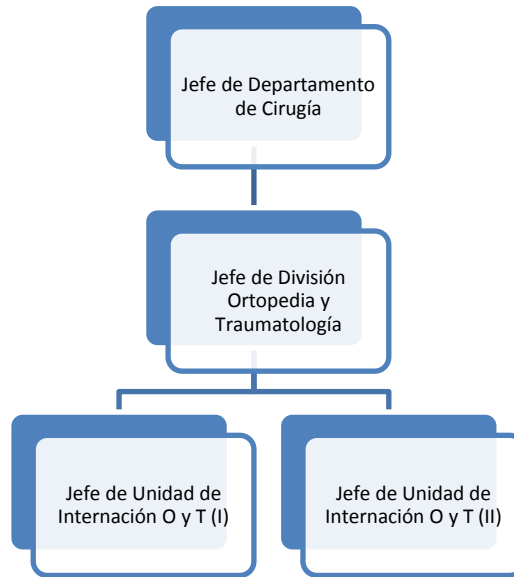 Jefe de Departamento
de Cirugía
Jefe de División
Ortopedia y
Traumatología
Jefe de Unidad de
Internación O y T (I)
Jefe de Unidad de
Internación O y T (II)